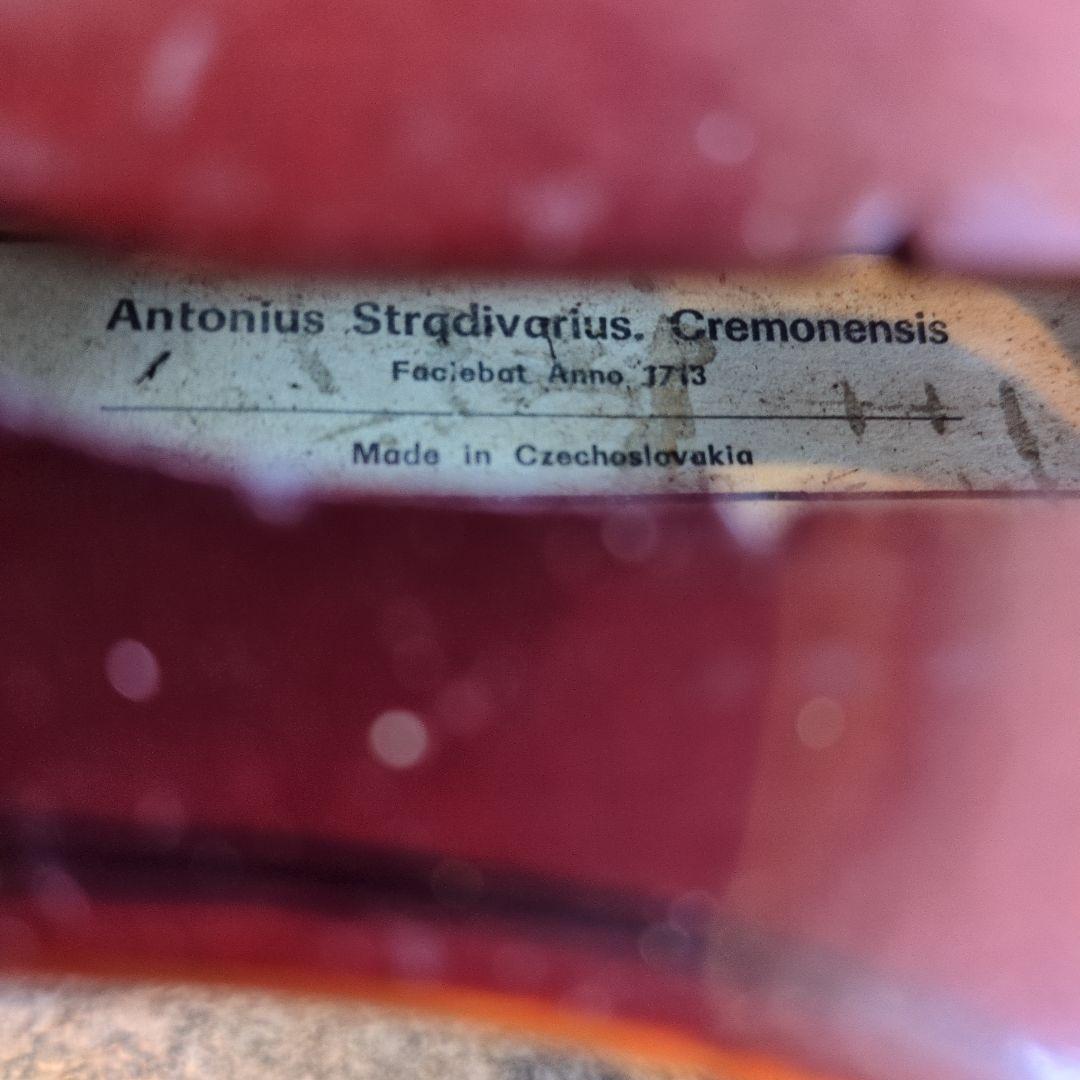 Antonius Stradivarius. Cremonensis
Faciebat Anno 1713
Made in Czechoslovakia